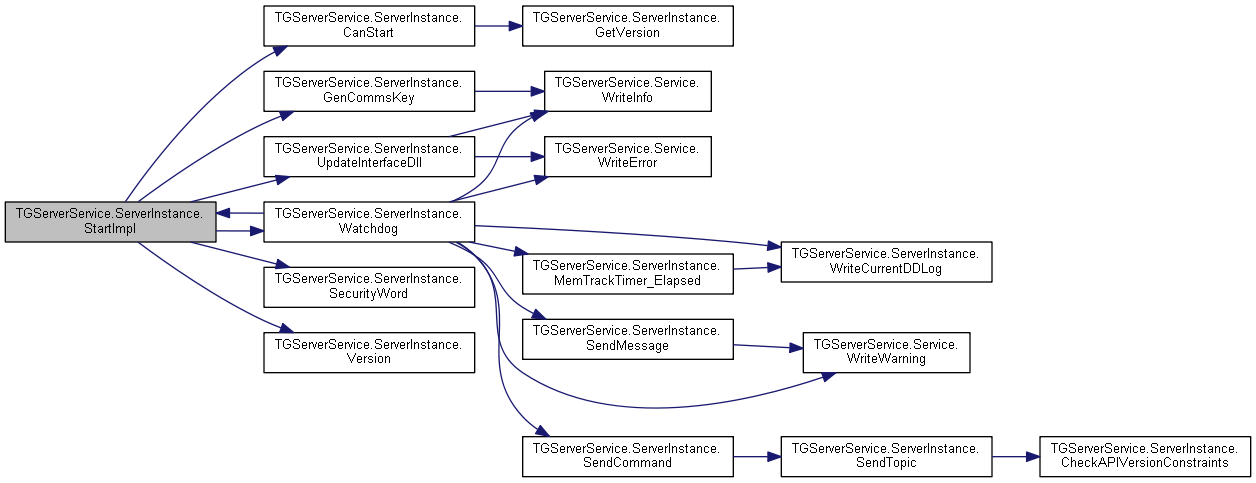 TGServerService.ServerInstance.
CanStart
TGServerService.ServerInstance.
GetVersion
TGServerService.ServerInstance.
GenCommsKey
TGServerService.Service.
WriteInfo
TGServerService.ServerInstance.
UpdateInterfaceDll
TGServerService.Service.
WriteError
TGServerService.ServerInstance.
StartImpl
TGServerService.ServerInstance.
Watchdog
TGServerService.ServerInstance.
WriteCurrentDDLog
TGServerService.ServerInstance.
MemTrackTimer_Elapsed
TGServerService.ServerInstance.
SecurityWord
TGServerService.ServerInstance.
SendMessage
TGServerService.ServerInstance.
Version
TGServerService.Service.
WriteWarning
TGServerService.ServerInstance.
SendCommand
TGServerService.ServerInstance.
SendTopic
TGServerService.ServerInstance.
CheckAPIVersionConstraints